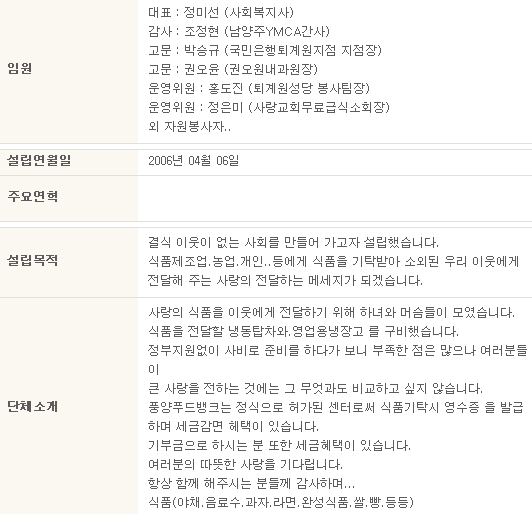 임원
대표 : 정미선 (사회복지사)
감사 : 조정현 (남양주YMCA간사)
고문 : 박승규 (국민은행퇴계원지점 지점장)
고문 : 권오윤 (권오원내과원장)
운영위원 : 홍도진 (퇴계원성당 봉사팀장)
운영위원 : 정은미 (사랑교회무료급식소회장)
외 자원봉사자..
설립연월일
2006년 04월 06일
주요연혁
설립목적
결식 이웃이 없는 사회를 만들어 가고자 설립했습니다.
식품제조업.농업.개인..등에게 식품을 기탁받아 소외된 우리 이웃에게
전달해 주는 사랑의 전달하는 메세지가 되겠습니다.
단체소개
사랑의 식품을 이웃에게 전달하기 위해 하녀와 머슴들이 모였습니다.
식품을 전달할 냉동탑차와.영업용냉장고 를 구비했습니다.
정부지원없이 사비로 준비를 하다가 보니 부족한 점은 많으나 여러분들
이
큰 사랑을 전하는 것에는 그 무엇과도 비교하고 싶지 않습니다.
풍양푸드뱅크는 정식으로 허가된 센터로써 식품기탁시 영수증 을 발급
하며 세금감면 혜택이 있습니다.
기부금으로 하시는 분 또한 세금혜택이 있습니다.
여러분의 따뜻한 사랑을 기다립니다.
항상 함께 해주시는 분들께 감사하며...
식품(야채.음료수.과자.라면.완성식품.쌀.빵.등등)